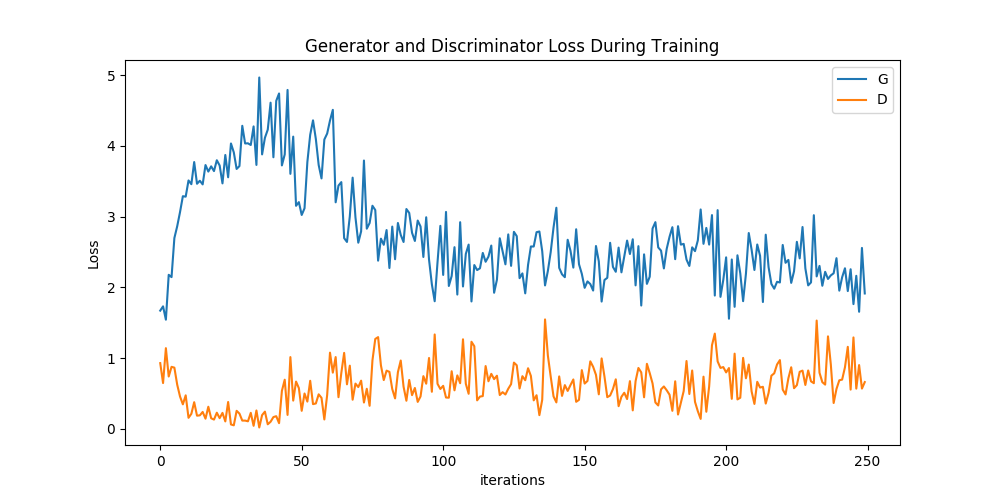 Generator and Discriminator Loss During Training
G
D
Loss
5
4
3
2
1
0
0 50 100 150 200 250
iterations